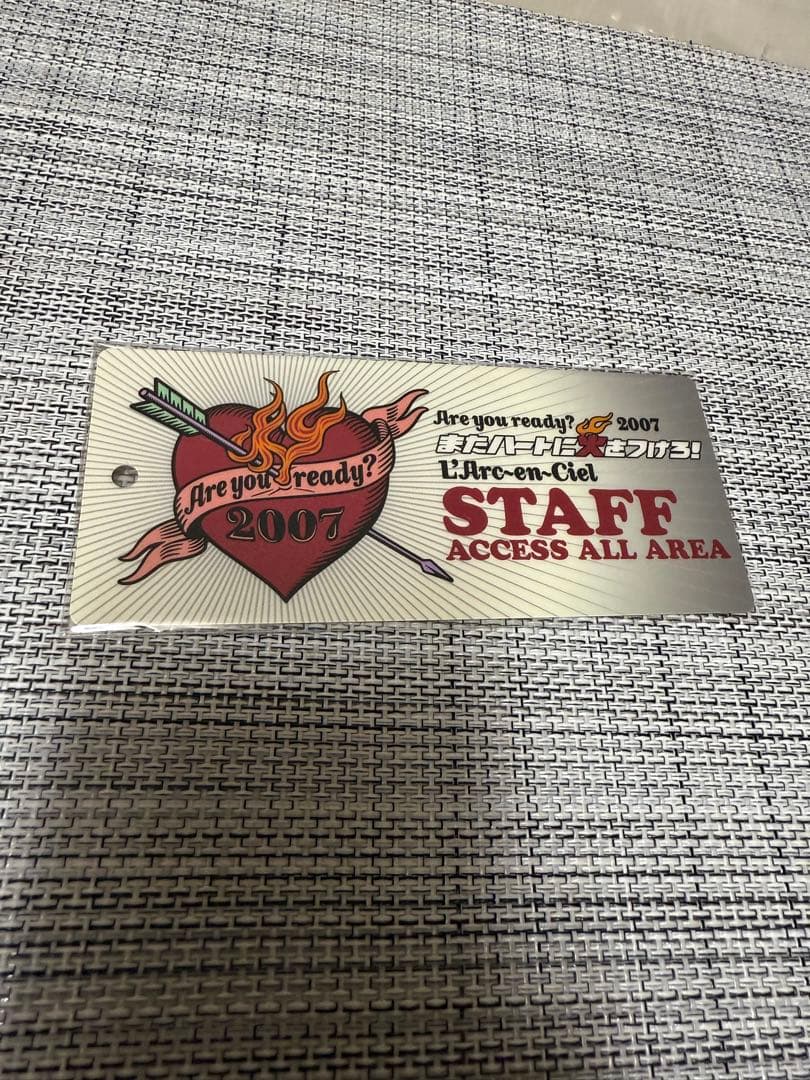 Are you ready?
2007
Are you ready? 2007
またハートに火をつけろ!
L'Arc~en~Ciel
STAFF
ACCESS ALL AREA